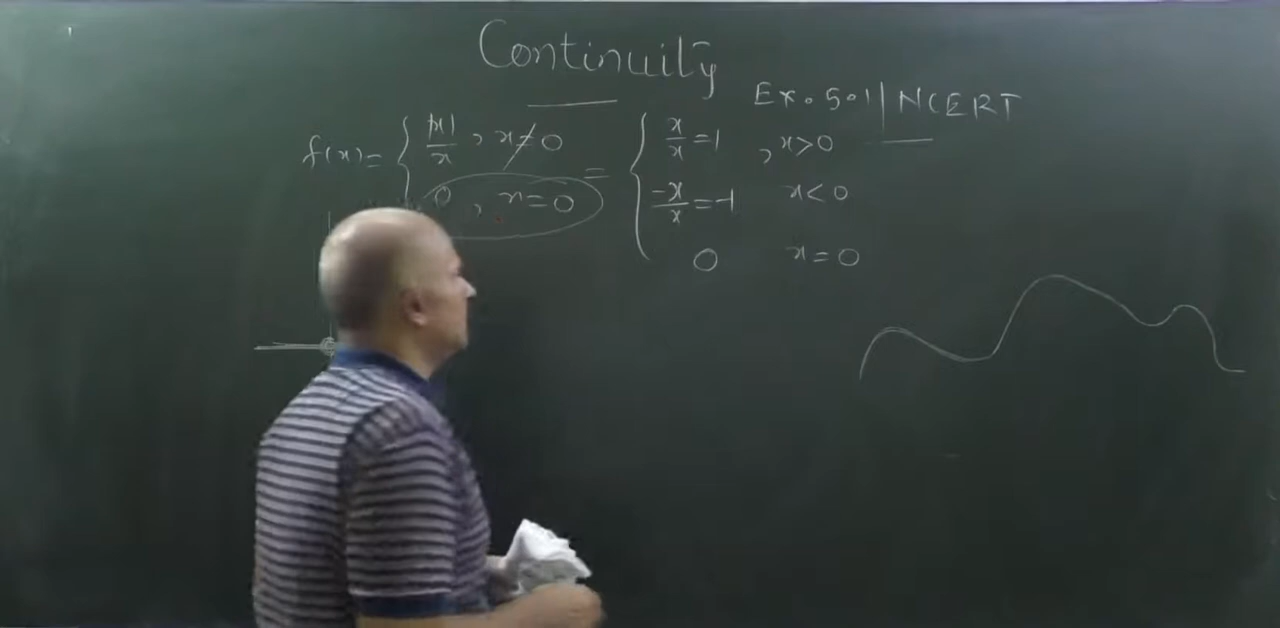 Continuity
Ex. 5.1 | NCERT
f(x) = { |x|/x , x ≠ 0 = { x/x = 1 , x > 0
0 , x = 0
-x/x = -1 x < 0
0 x = 0